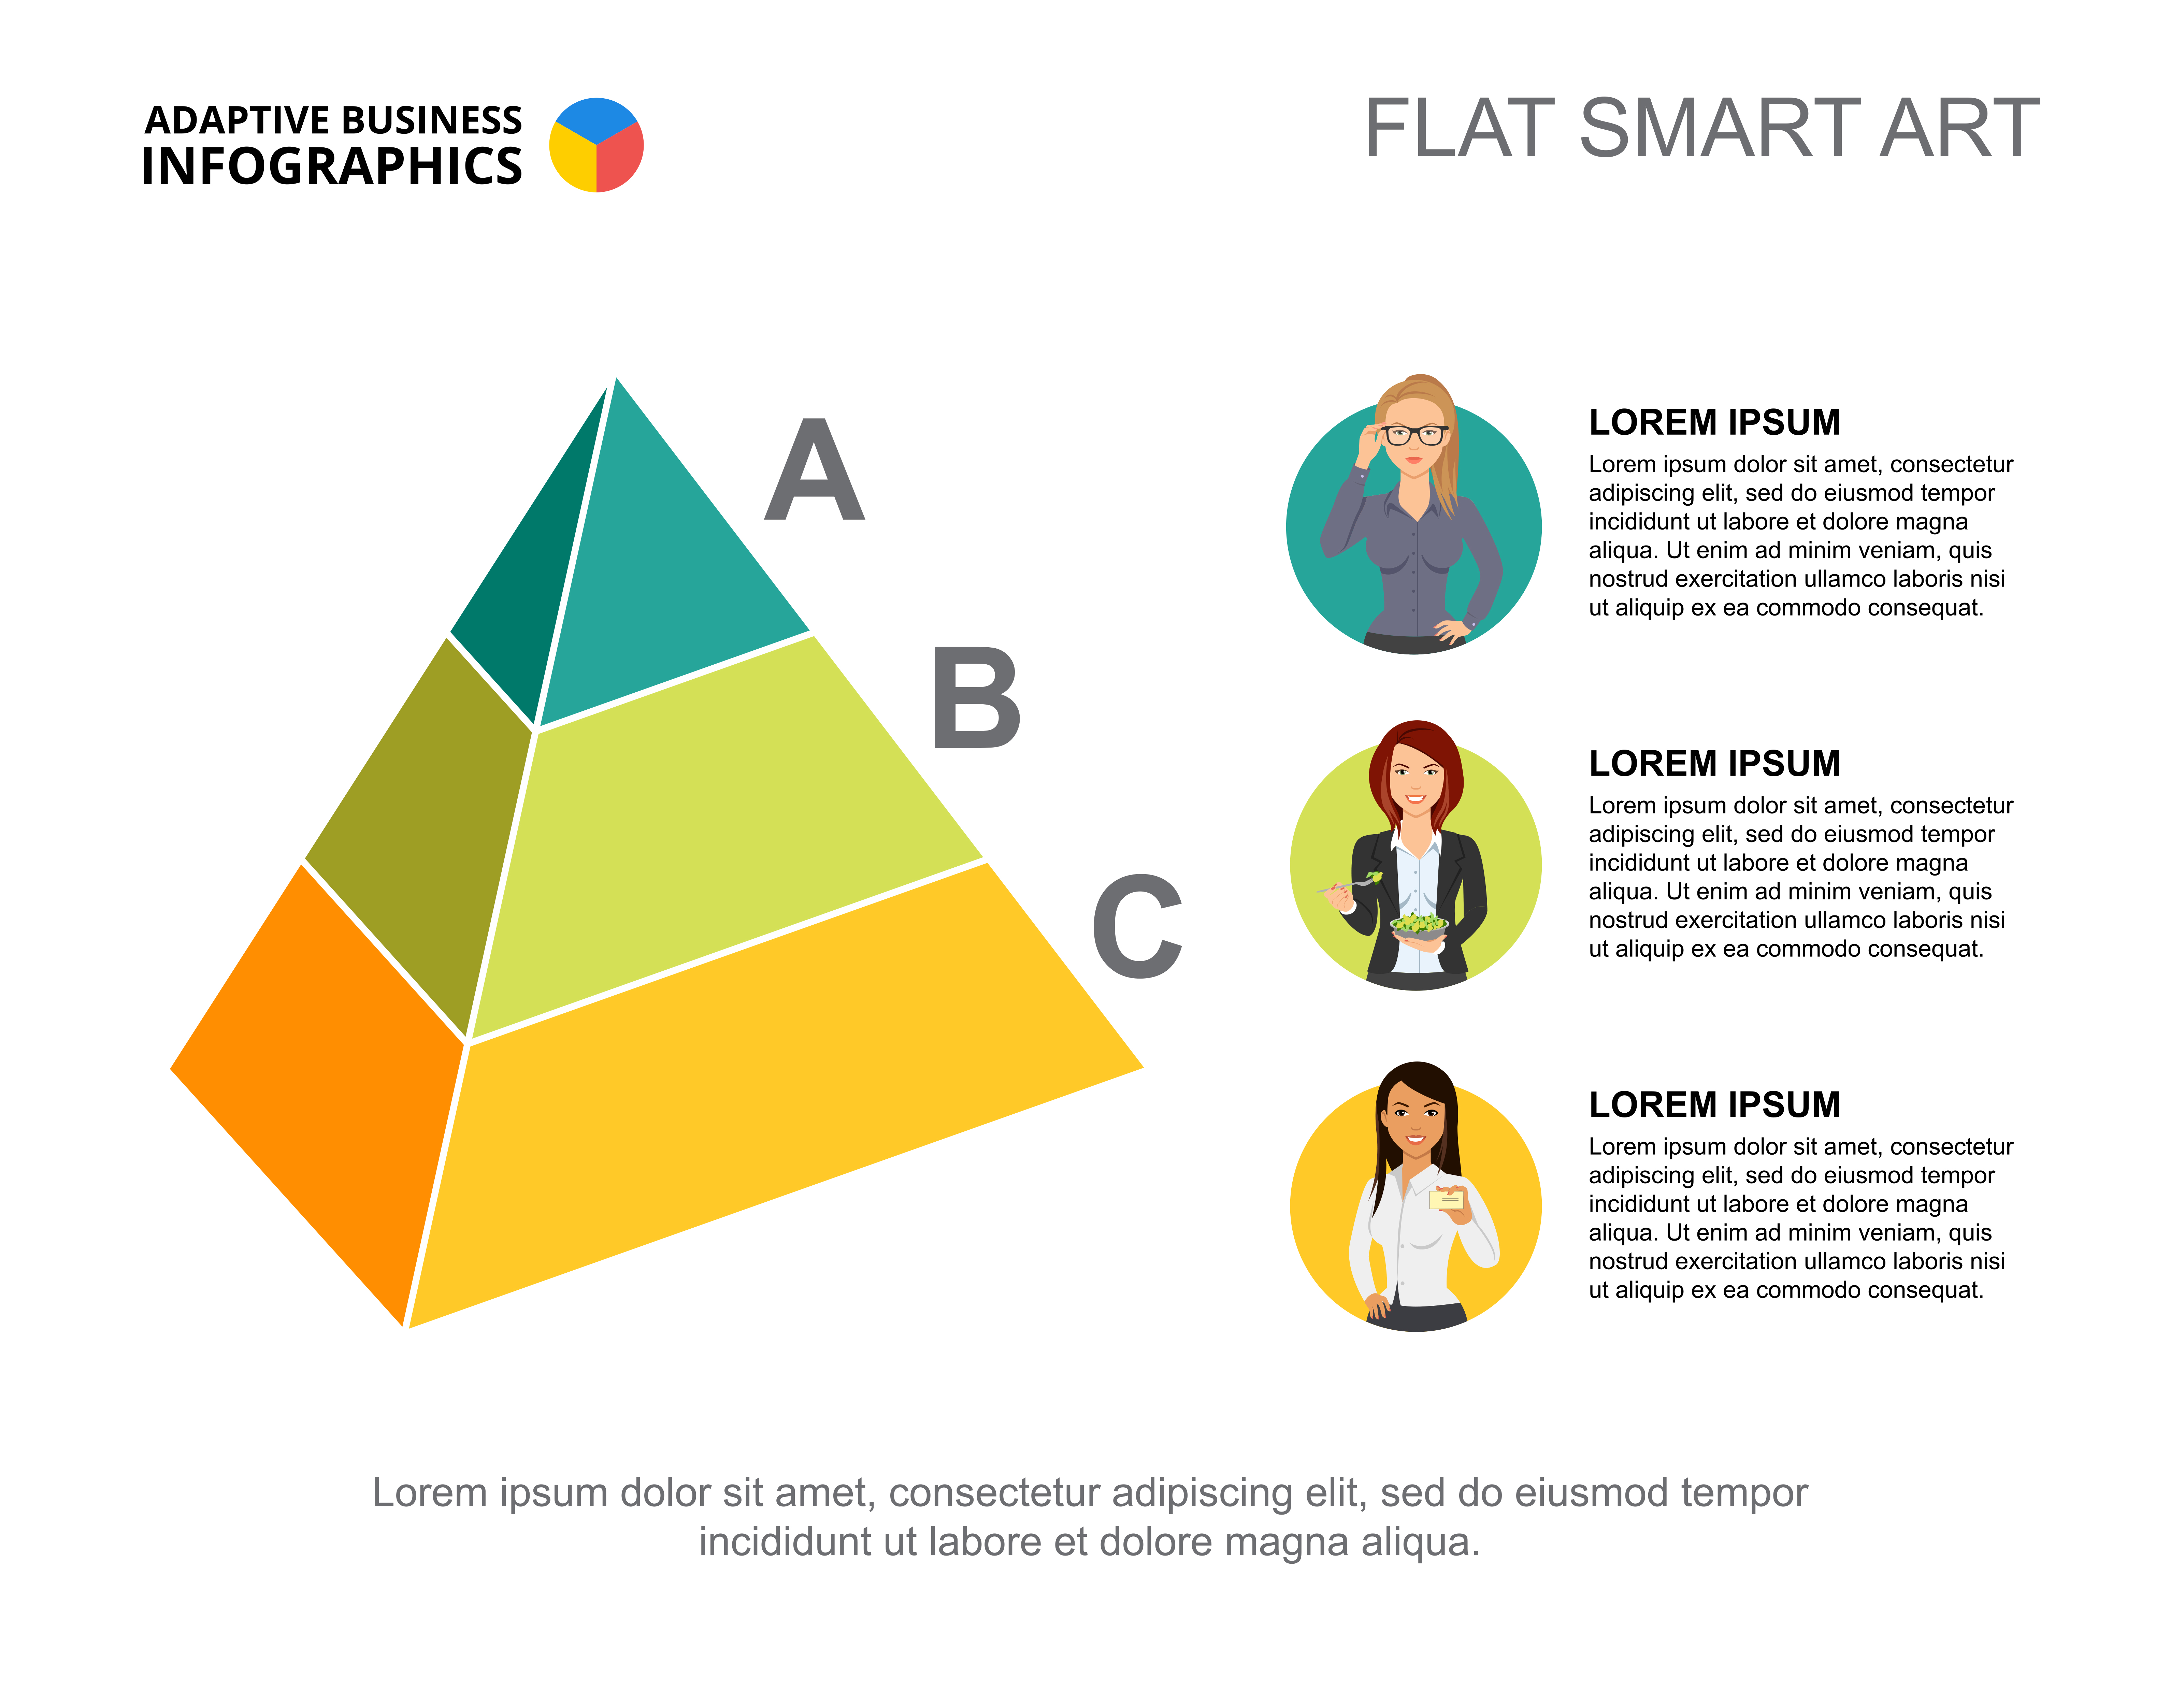 ADAPTIVE BUSINESS
INFOGRAPHICS
FLAT SMART ART
A
B
C
LOREM IPSUM
Lorem ipsum dolor sit amet, consectetur
adipiscing elit, sed do eiusmod tempor
incididunt ut labore et dolore magna
aliqua. Ut enim ad minim veniam, quis
nostrud exercitation ullamco laboris nisi
ut aliquip ex ea commodo consequat.
LOREM IPSUM
Lorem ipsum dolor sit amet, consectetur
adipiscing elit, sed do eiusmod tempor
incididunt ut labore et dolore magna
aliqua. Ut enim ad minim veniam, quis
nostrud exercitation ullamco laboris nisi
ut aliquip ex ea commodo consequat.
LOREM IPSUM
Lorem ipsum dolor sit amet, consectetur
adipiscing elit, sed do eiusmod tempor
incididunt ut labore et dolore magna
aliqua. Ut enim ad minim veniam, quis
nostrud exercitation ullamco laboris nisi
ut aliquip ex ea commodo consequat.
Lorem ipsum dolor sit amet, consectetur adipiscing elit, sed do eiusmod tempor
incididunt ut labore et dolore magna aliqua.